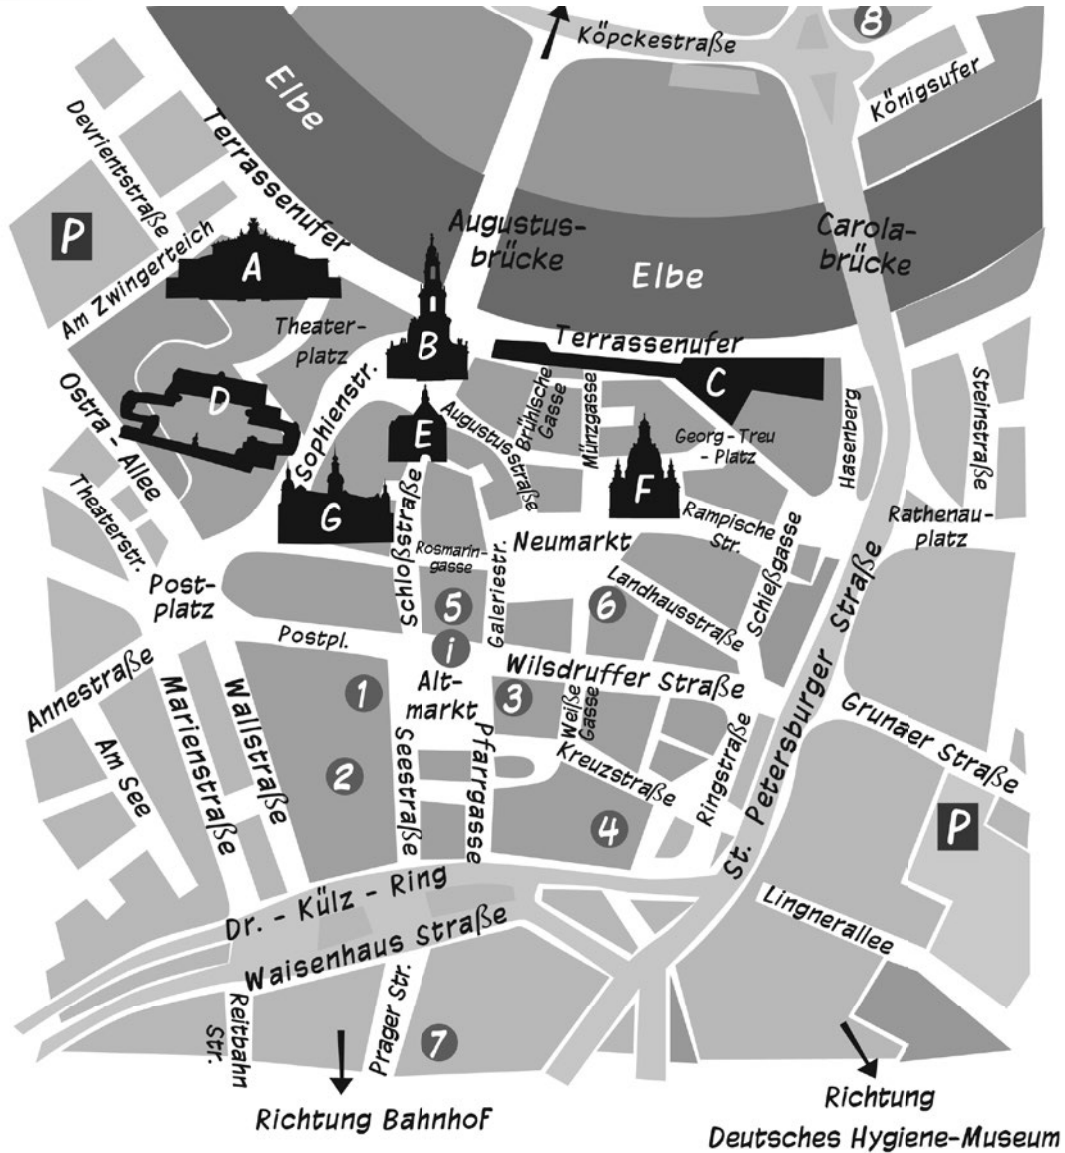 Köpckestraße
8
Königsufer
Elbe
Devrientstraße
Terrassenufer
P
Am Zwingerteich
A
Augustus-
brücke
Carola-
brücke
Elbe
Theater-
platz
B
Terrassenufer
C
Ostra - Allee
D
Sophienstr.
E
Augustusstraße
Brühlsche
Gasse
Münzgasse
Georg - Treu
- Platz
Hasenberg
Steinstraße
F
G
Theaterstr.
Schloßstraße
Rosmarin-
gasse
Galeriestr.
Neumarkt
Rampische
Str.
Schießgasse
Rathenau-
platz
Post-
platz
5
6
Landhausstraße
Postpl.
i
Wilsdruffer Straße
St. Petersburger Straße
Annestraße
Marienstraße
Wallstraße
1
Alt-
markt
3
Weiße
Gasse
Grunaer Straße
Am See
2
Seestraße
Pfarrgasse
Kreuzstraße
Ringstraße
4
P
Dr. - Külz - Ring
Waisenhaus Straße
Lingnerallee
Reitbahn
Str.
Prager Str.
7
Richtung Bahnhof
Richtung
Deutsches Hygiene-Museum